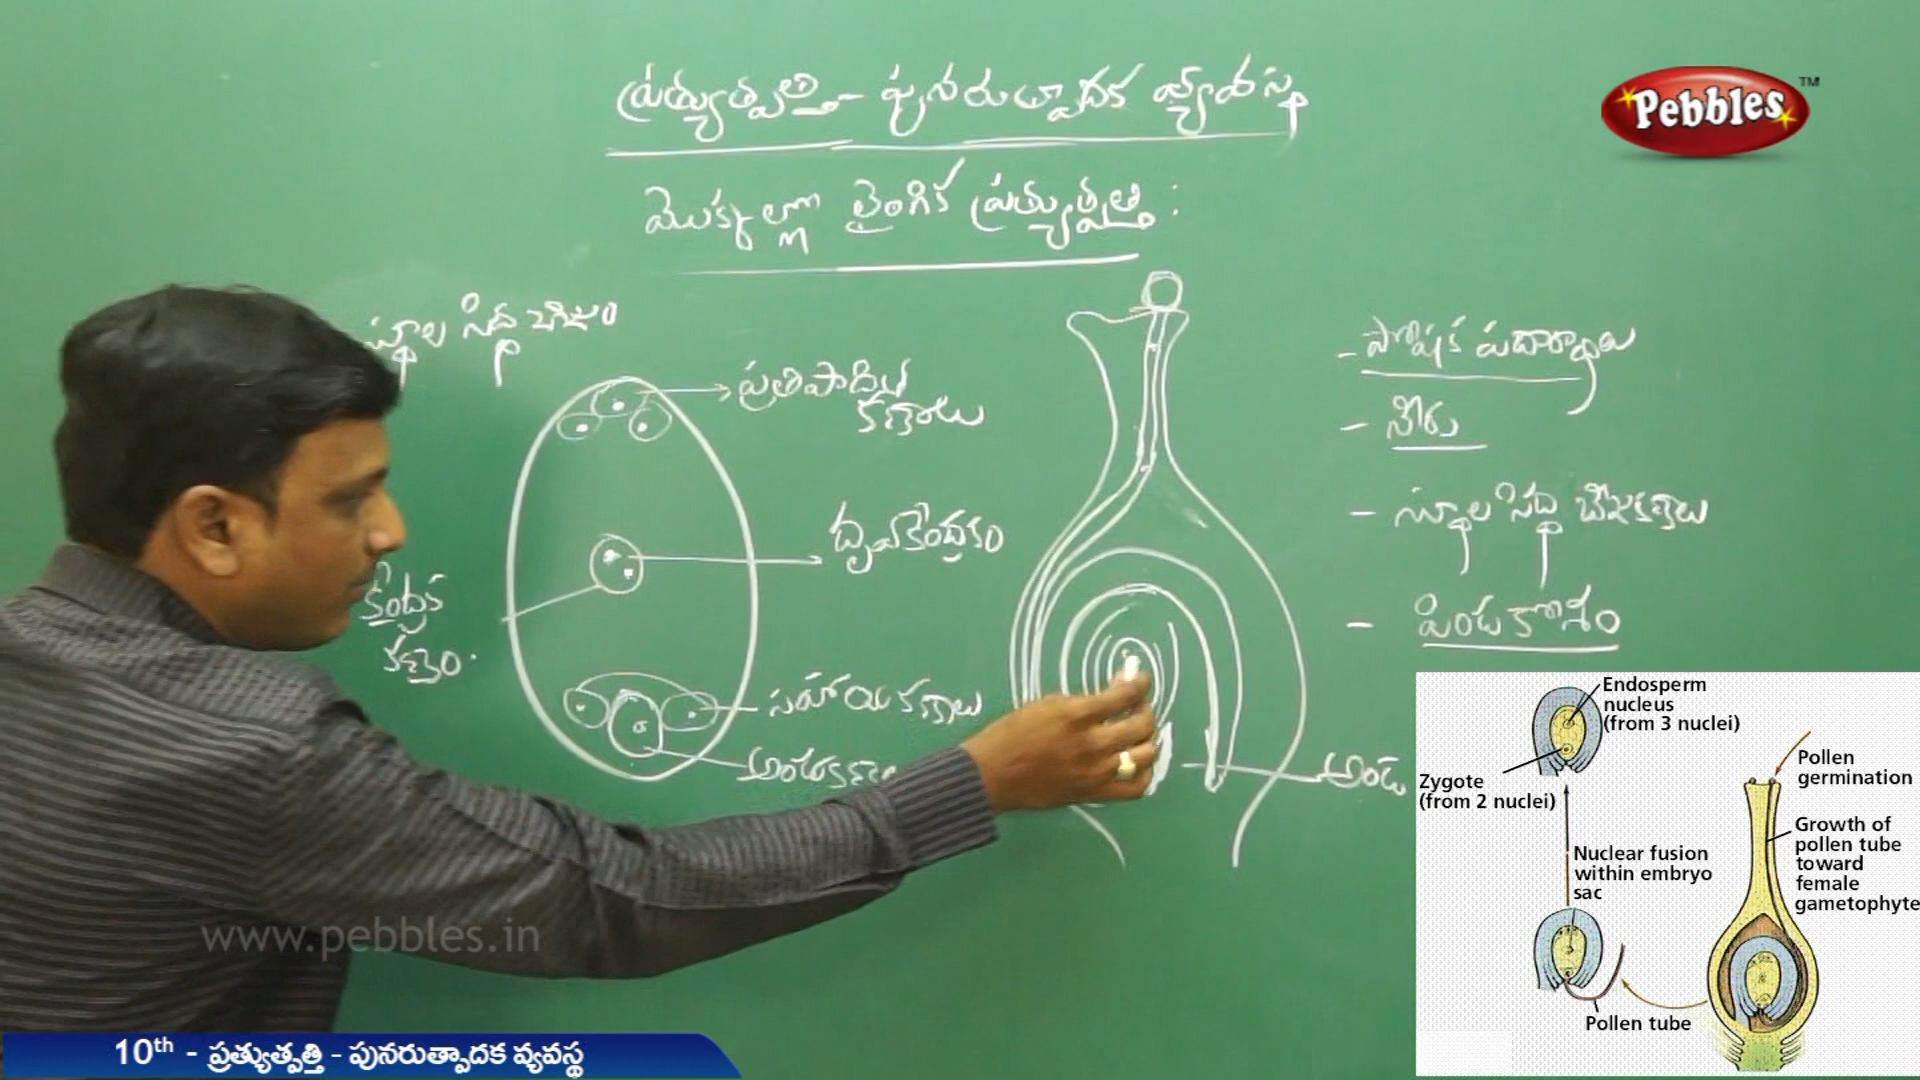 ప్రత్యుత్పత్తి - పునరుత్పాదక వ్యవస్థ
Pebbles™
మొక్కల్లో లైంగిక ప్రత్యుత్పత్తి :
స్థూల సిద్ధ బీజం
ప్రతిపాదిత
కణాలు
ద్వికేంద్రకం
కేంద్రక
కణం.
సహాయ కణాలు
అండకణం
అండ
- పోషక పదార్థాలు
- నీరు
- స్థూల సిద్ధ బీజకణాలు
- పిండకోశం
Endosperm
nucleus
(from 3 nuclei)
Zygote
(from 2 nuclei)
Nuclear fusion
within embryo
sac
Pollen tube
Pollen
germination
Growth of
pollen tube
toward
female
gametophyte
www.pebbles.in
10th - ప్రత్యుత్పత్తి - పునరుత్పాదక వ్యవస్థ